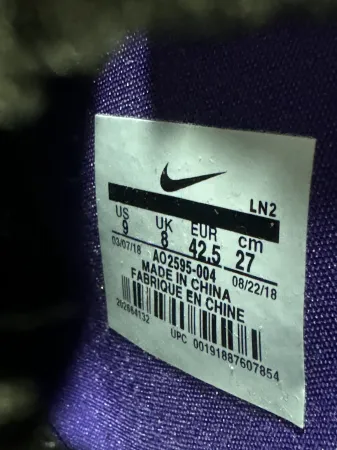 LN2
US UK EUR cm
9 8 42.5 27
03/07/18 AO2595-004 08/22/18
MADE IN CHINA
FABRIQUE EN CHINE
2b2664132
UPC 00191887607854